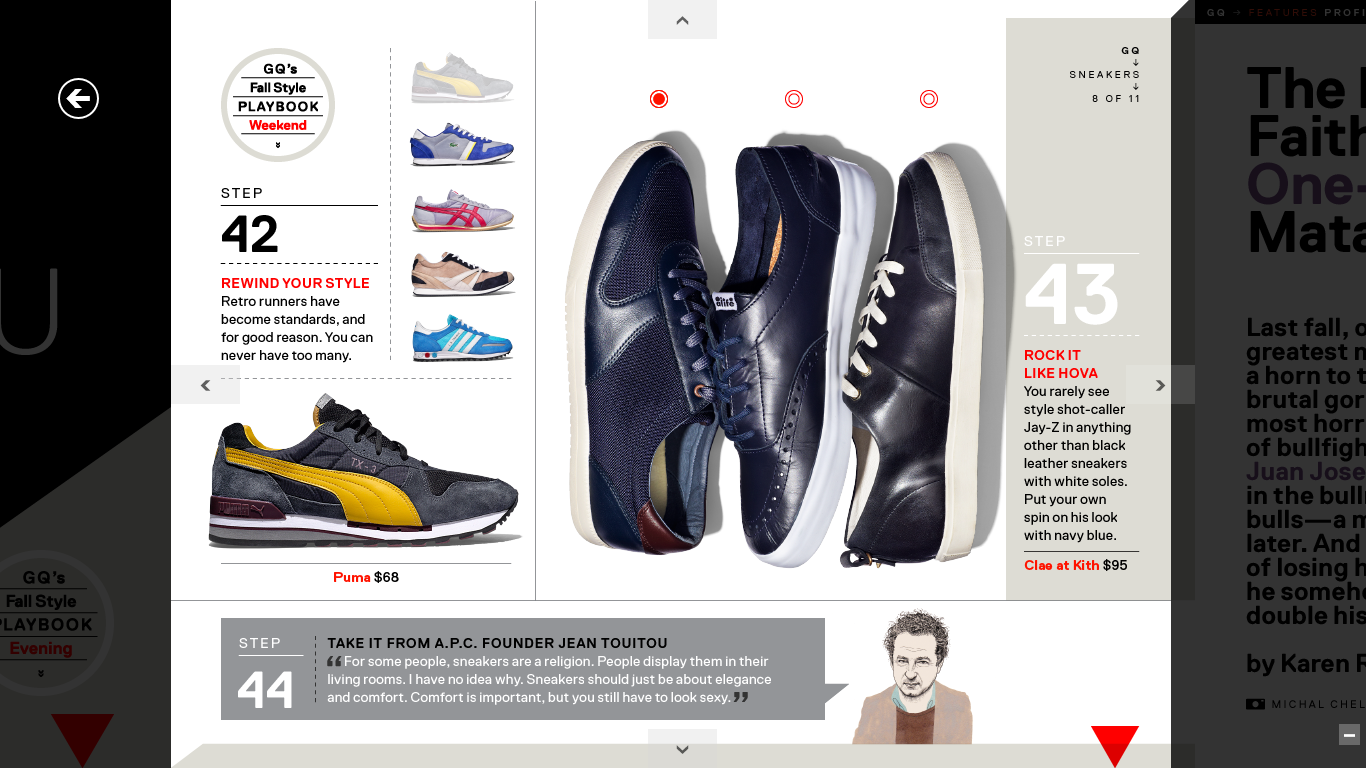 GQ's
Fall Style
PLAYBOOK
Weekend
STEP
42
REWIND YOUR STYLE
Retro runners have
become standards, and
for good reason. You can
never have too many.
TX-3
Puma $68
alife
GQ
SNEAKERS
8 OF 11
STEP
43
ROCK IT
LIKE HOVA
You rarely see
style shot-caller
Jay-Z in anything
other than black
leather sneakers
with white soles.
Put your own
spin on his look
with navy blue.
Clae at Kith $95
STEP
44
TAKE IT FROM A.P.C. FOUNDER JEAN TOUITOU
“For some people, sneakers are a religion. People display them in their
living rooms. I have no idea why. Sneakers should just be about elegance
and comfort. Comfort is important, but you still have to look sexy.”
U
GQ's
Fall Style
PLAYBOOK
Evening
GQ → FEATURES PROFI
The
Faith
One-
Mata
Last fall,
greatest
a horn to
brutal gor
most horr
of bullfigh
Juan Jose
in the bull
bulls—a
later. And
of losing
he someh
double his
by Karen
MICHAL CHEL